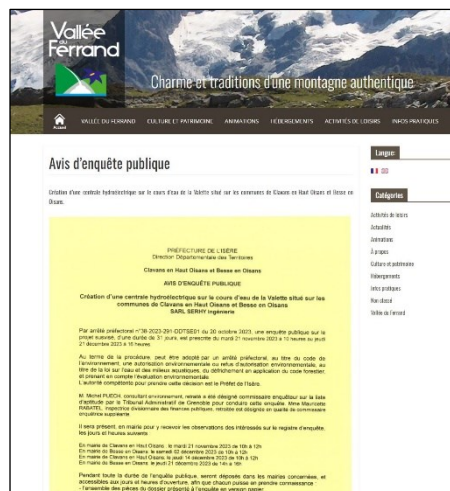 Vallée
du
Ferrand
Charme et traditions d'une montagne authentique
Accueil
VALLÉE DU FERRAND CULTURE ET PATRIMOINE ANIMATIONS HÉBERGEMENTS ACTIVITÉS DE LOISIRS INFOS PRATIQUES
Avis d'enquête publique
Création d'une centrale hydroélectrique sur le cours d'eau de la Valette situé sur les communes de Clavans en Haut Oisans et Besse en
Oisans.
Langue:
Catégories
Activités de loisirs
Actualités
Animations
À propos
Culture et patrimoine
Hébergements
Infos pratiques
Non classé
Vallée du Ferrand
PRÉFECTURE DE L'ISÈRE
Direction Départementale des Territoires
Clavans en Haut Oisans et Besse en Oisans
AVIS D'ENQUÊTE PUBLIQUE
Création d'une centrale hydroélectrique sur le cours d'eau de la Valette situé sur les
communes de Clavans en Haut Oisans et Besse en Oisans
SARL SERHY ingénierie
Par arrêté préfectoral n°38-2023-291-DDTSE01 du 20 octobre 2023, une enquête publique sur le
projet susvisé, d'une durée de 31 jours, est prescrite du mardi 21 novembre 2023 à 10 heures au jeudi
21 décembre 2023 à 16 heures.
Au terme de la procédure, peut être adopté par un arrêté préfectoral, au titre du code de
l'environnement, une autorisation environnementale ou refus d'autorisation environnementale, au
titre de la loi sur l'eau et des milieux aquatiques, du défrichement en application du code forestier,
et prenant en compte l'évaluation environnementale.
L'autorité compétente pour prendre cette décision est le Préfet de l'Isère.
M. Michel PUECH, consultant environnement, retraité a été désigné commissaire enquêteur sur la liste
d'aptitude par le Tribunal Administratif de Grenoble pour conduire cette enquête. Mme Mauricette
RABATEL, inspectrice divisionnaire des finances publiques, retraitée est désignée en qualité de commissaire
enquêtrice suppléante.
Il sera présent, en mairie pour y recevoir les observations des intéressés sur le registre d'enquête,
les jours et heures suivants.
En mairie de Clavans en Haut Oisans, le mardi 21 novembre 2023 de 10h à 12h
En mairie de Besse en Oisans, le samedi 02 décembre 2023 de 10h à 12h
En mairie de Clavans en Haut Oisans, le jeudi 14 décembre 2023 de 10h à 12h
En mairie de Besse en Oisans, le jeudi 21 décembre 2023 de 14h à 16h
Pendant toute la durée de l'enquête publique, seront déposés dans les mairies concernées, et
accessibles aux jours et heures d'ouverture, afin que chacun puisse en prendre connaissance :
- l'ensemble des pièces du dossier présenté à l'enquête en version papier